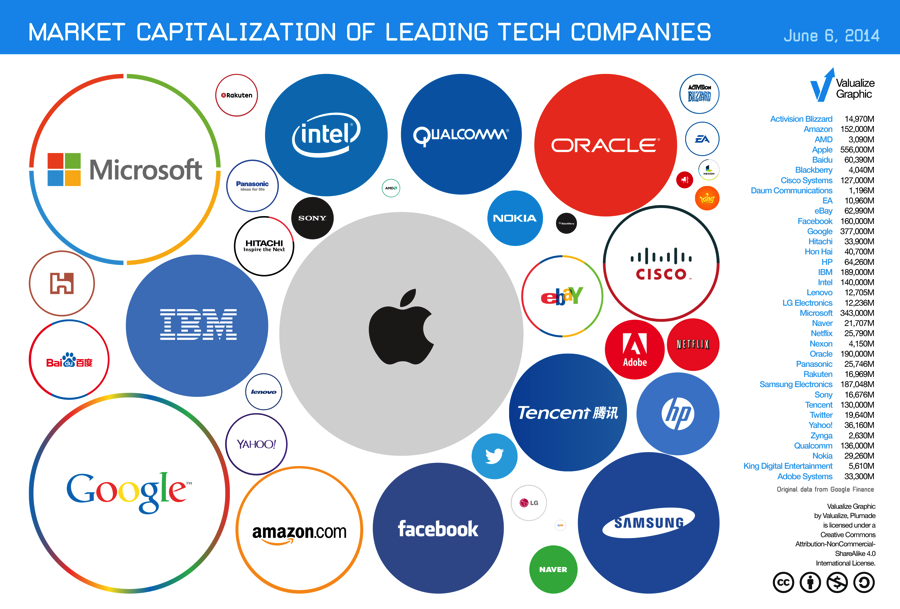 MARKET CAPITALIZATION OF LEADING TECH COMPANIES
June 6, 2014
Microsoft
Rakuten
intel
QUALCOMM
ORACLE
ACTIVISION
BLIZZARD
EA
Panasonic
ideas for life
AMD
SONY
HITACHI
Inspire the Next
NOKIA
BlackBerry
King
CISCO
H
Bai百度
IBM
ebaY
Adobe
NETFLIX
lenovo
YAHOO!
Tencent 腾讯
hp
Google™
amazon.com
facebook
LG
SAMSUNG
NAVER
Valualize
Graphic
Activision Blizzard 14,970M
Amazon 152,000M
AMD 3,090M
Apple 556,000M
Baidu 60,390M
Blackberry 4,040M
Cisco Systems 127,000M
Daum Communications 1,196M
EA 10,960M
eBay 62,990M
Facebook 160,000M
Google 377,000M
Hitachi 33,900M
Hon Hai 40,700M
HP 64,260M
IBM 189,000M
Intel 140,000M
Lenovo 12,705M
LG Electronics 12,236M
Microsoft 343,000M
Naver 21,707M
Netflix 25,790M
Nexon 4,150M
Oracle 190,000M
Panasonic 25,746M
Rakuten 16,969M
Samsung Electronics 187,048M
Sony 16,676M
Tencent 130,000M
Twitter 19,640M
Yahoo! 36,160M
Zynga 2,630M
Qualcomm 136,000M
Nokia 29,260M
King Digital Entertainment 5,610M
Adobe Systems 33,300M
Original data from Google Finance
Valualize Graphic
by Valualize, Plumade
is licensed under a
Creative Commons
Attribution-NonCommercial-
ShareAlike 4.0
International License.
cc